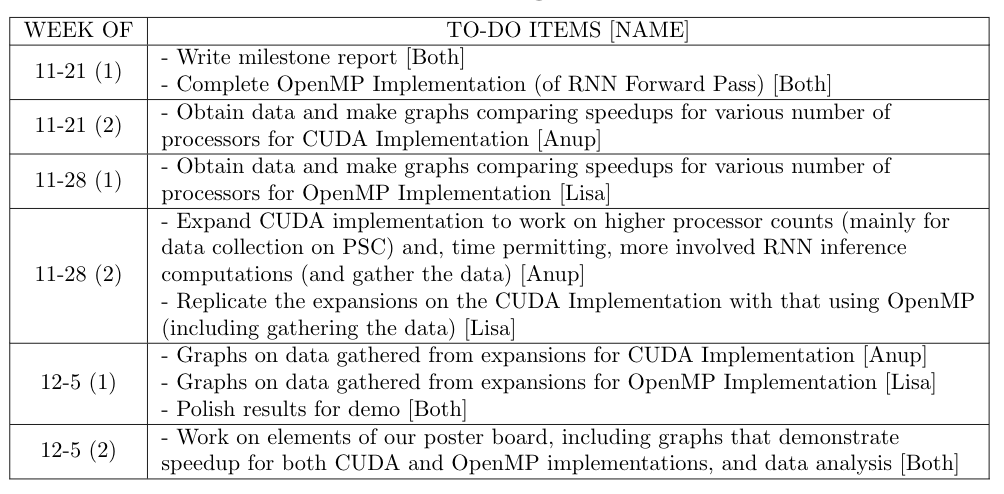 WEEK OF TO-DO ITEMS [NAME]
11-21 (1)
- Write milestone report [Both]
- Complete OpenMP Implementation (of RNN Forward Pass) [Both]
11-21 (2)
- Obtain data and make graphs comparing speedups for various number of
processors for CUDA Implementation [Anup]
11-28 (1)
- Obtain data and make graphs comparing speedups for various number of
processors for OpenMP Implementation [Lisa]
11-28 (2)
- Expand CUDA implementation to work on higher processor counts (mainly for
data collection on PSC) and, time permitting, more involved RNN inference
computations (and gather the data) [Anup]
- Replicate the expansions on the CUDA Implementation with that using OpenMP
(including gathering the data) [Lisa]
12-5 (1)
- Graphs on data gathered from expansions for CUDA Implementation [Anup]
- Graphs on data gathered from expansions for OpenMP Implementation [Lisa]
- Polish results for demo [Both]
12-5 (2)
- Work on elements of our poster board, including graphs that demonstrate
speedup for both CUDA and OpenMP implementations, and data analysis [Both]